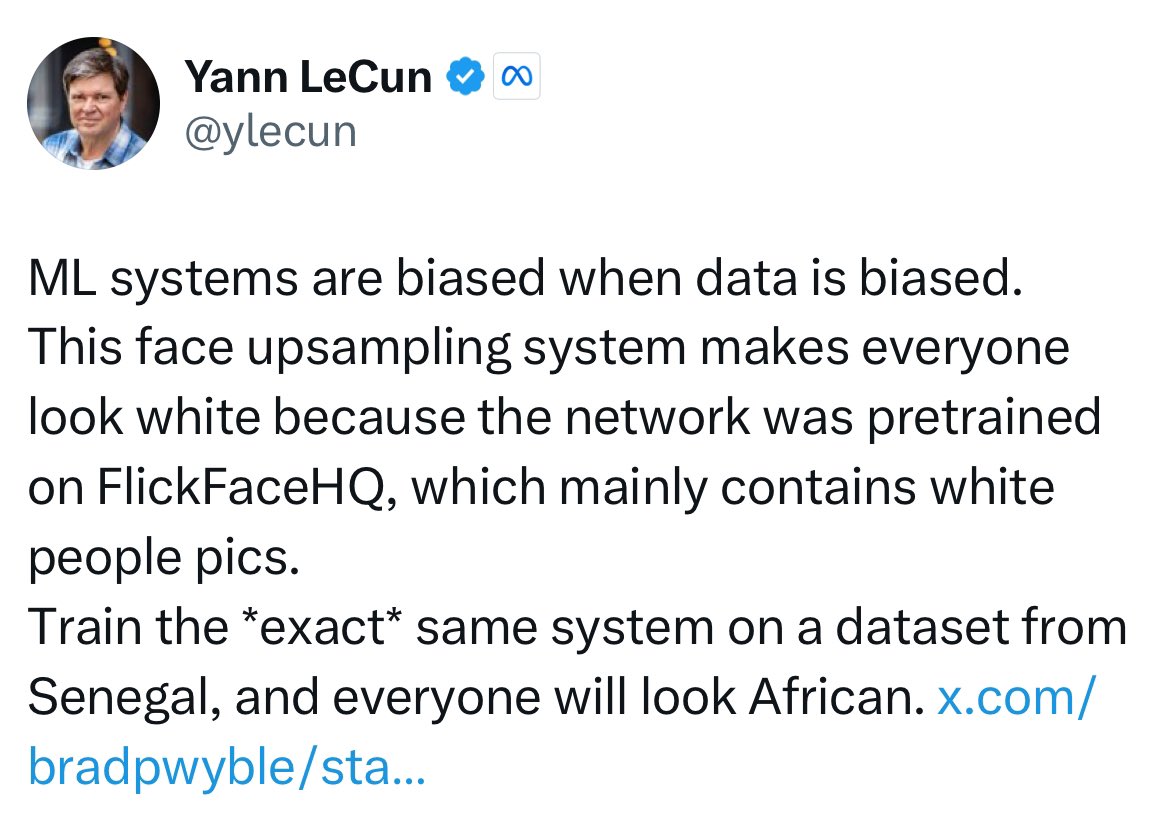 Yann LeCun
@ylecun
ML systems are biased when data is biased.
This face upsampling system makes everyone
look white because the network was pretrained
on FlickFaceHQ, which mainly contains white
people pics.
Train the *exact* same system on a dataset from
Senegal, and everyone will look African. x.com/
bradpwyble/sta...